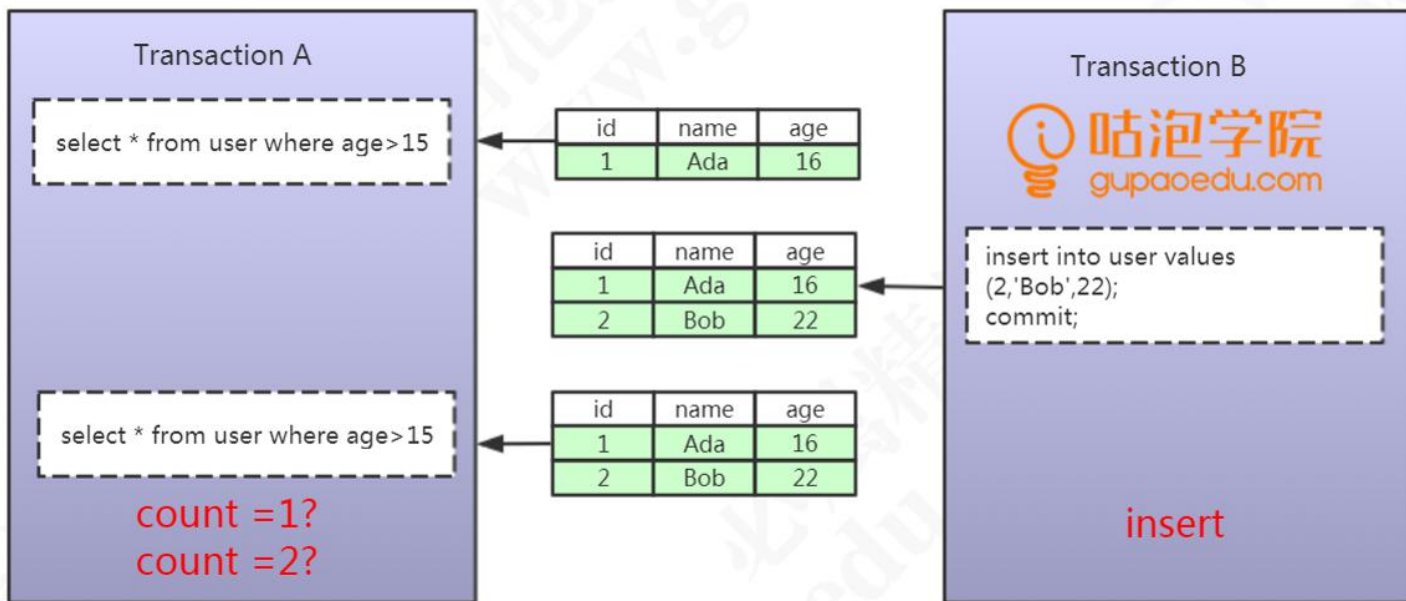 Transaction A
select * from user where age>15
id name age
1 Ada 16
Transaction B
咕泡学院
gupaoedu.com
id name age
1 Ada 16
2 Bob 22
insert into user values
(2,'Bob',22);
commit;
select * from user where age>15
id name age
1 Ada 16
2 Bob 22
count =1?
count =2?
insert